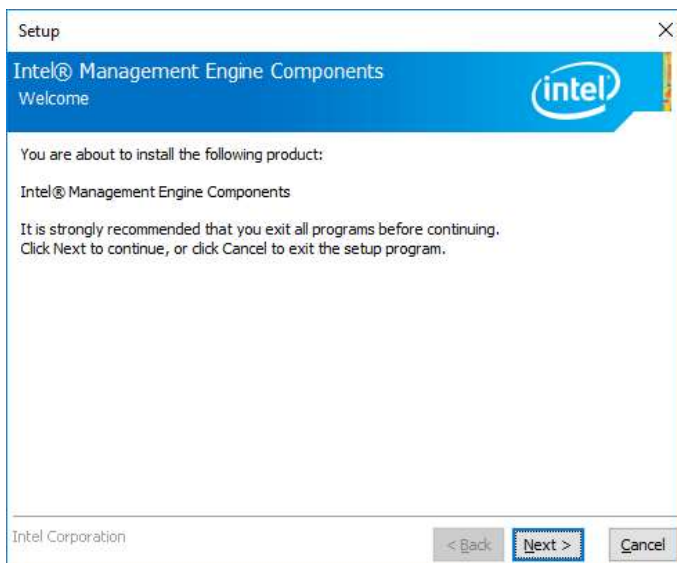 Setup
Intel® Management Engine Components
Welcome
intel
You are about to install the following product:
Intel® Management Engine Components
It is strongly recommended that you exit all programs before continuing.
Click Next to continue, or click Cancel to exit the setup program.
Intel Corporation
< Back Next > Cancel